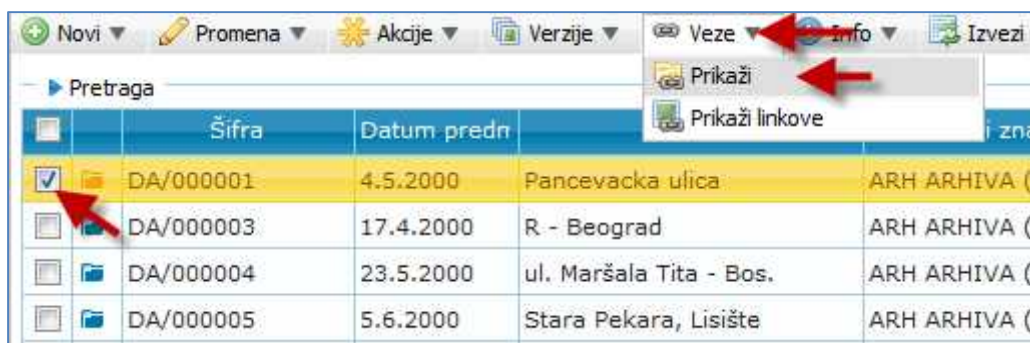 Novi Promena Akcije Verzije Veze Info Izvezi
Prikaži
Pretraga
Prikaži linkove
Šifra Datum predn
DA/000001 4.5.2000 Pancevacka ulica ARH ARHIVA (
DA/000003 17.4.2000 R - Beograd ARH ARHIVA (
DA/000004 23.5.2000 ul. Maršala Tita - Bos. ARH ARHIVA (
DA/000005 5.6.2000 Stara Pekara, Lisište ARH ARHIVA (